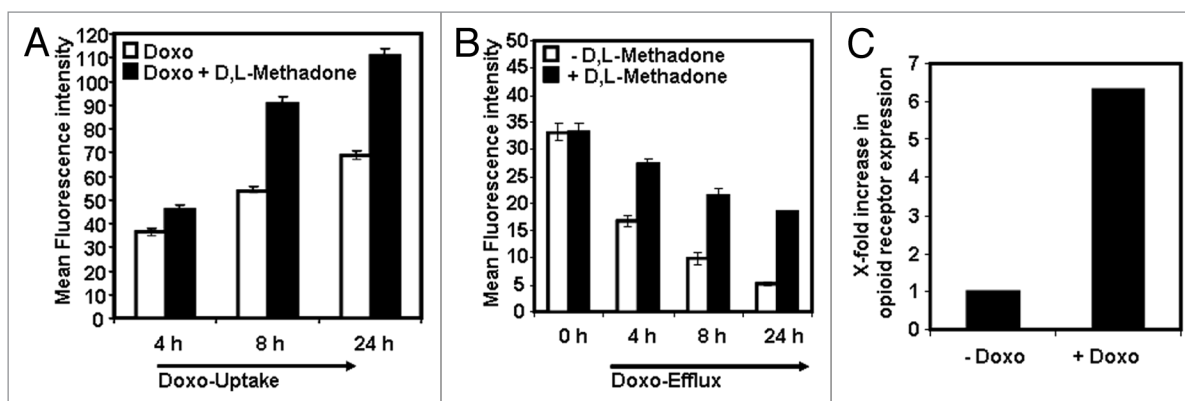 A
Mean Fluorescence intensity
120
110
100
90
80
70
60
50
40
30
20
10
0
Doxo
Doxo + D,L-Methadone
4 h 8 h 24 h
Doxo-Uptake
B
Mean Fluorescence intensity
50
45
40
35
30
25
20
15
10
5
0
- D,L-Methadone
+ D,L-Methadone
0 h 4 h 8 h 24 h
Doxo-Efflux
C
X-fold increase in
opioid receptor expression
7
6
5
4
3
2
1
0
- Doxo + Doxo